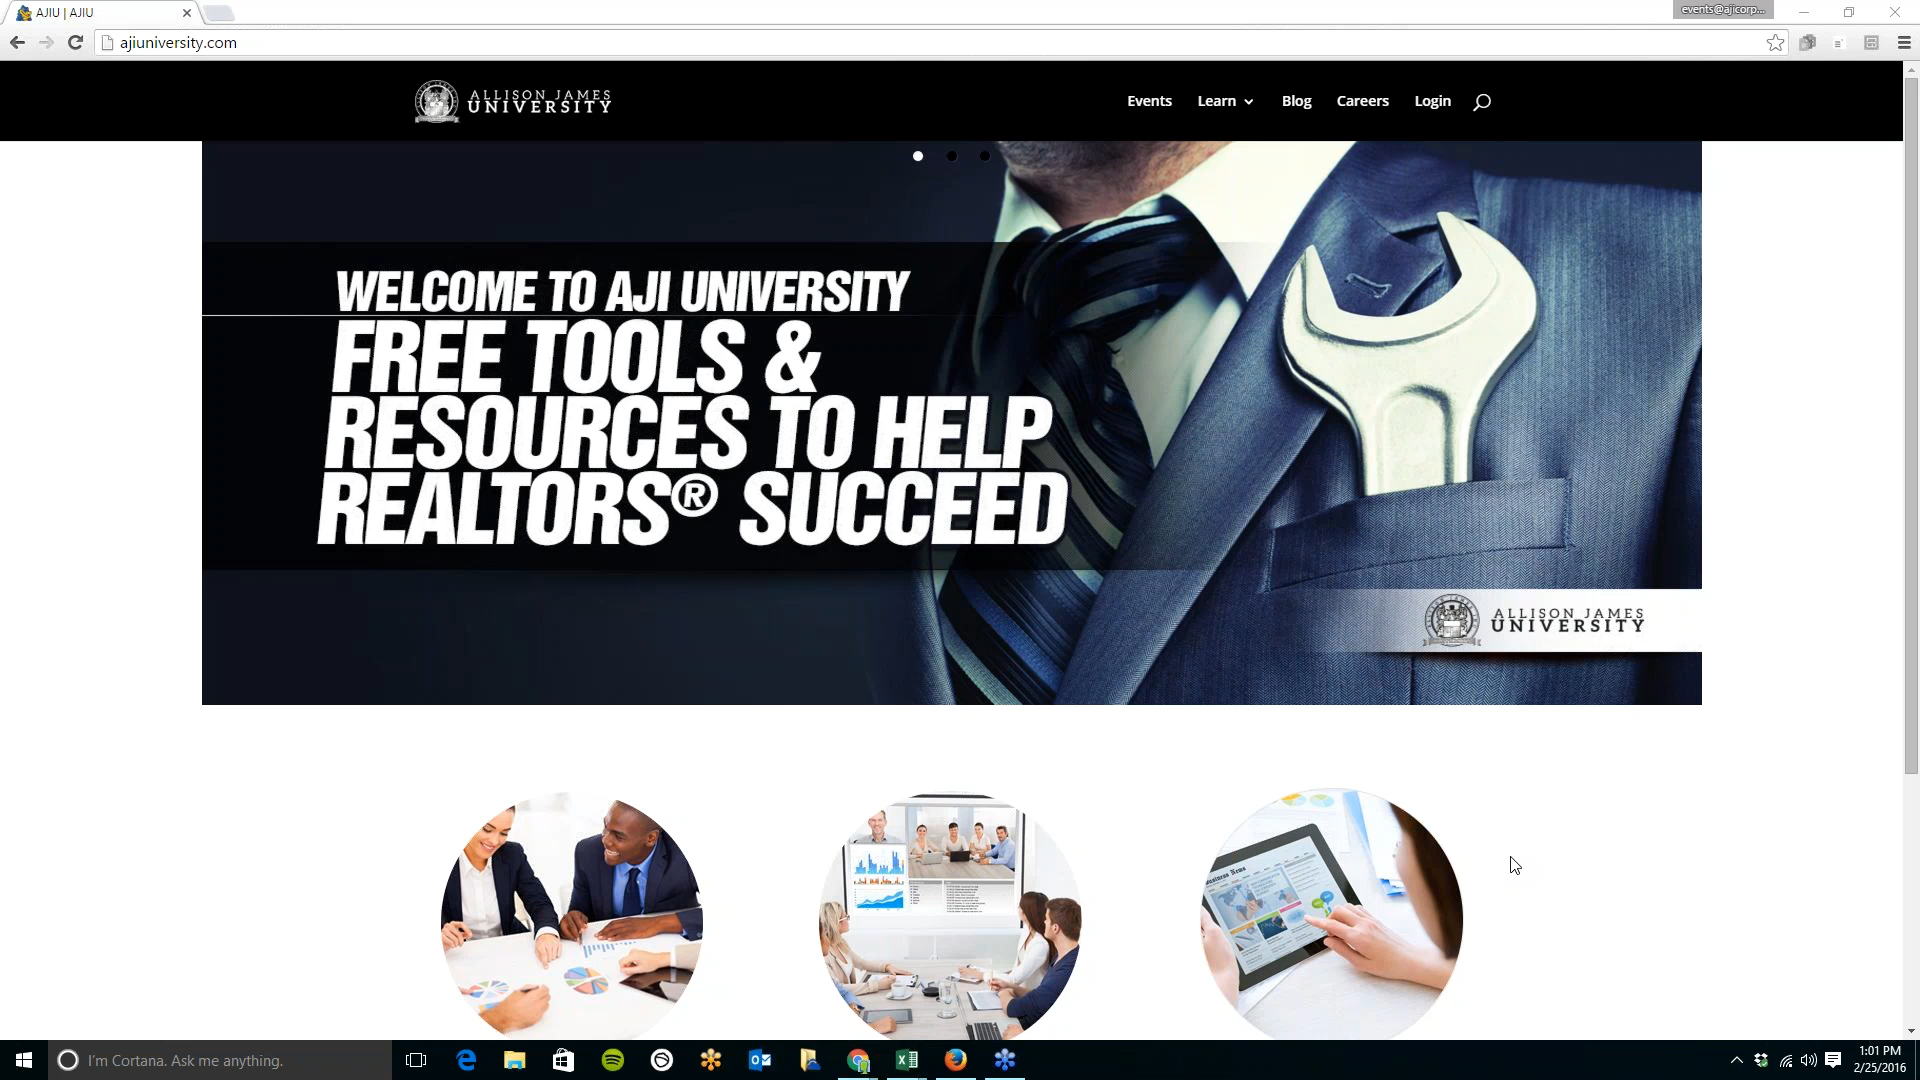 AJIU | AJIU
events@ajicorp...
ajiuniversity.com
ALLISON JAMES
UNIVERSITY
Events
Learn
Blog
Careers
Login
WELCOME TO AJI UNIVERSITY
FREE TOOLS &
RESOURCES TO HELP
REALTORS® SUCCEED
ALLISON JAMES
UNIVERSITY
Business News
I'm Cortana. Ask me anything.
1:01 PM
2/25/2016